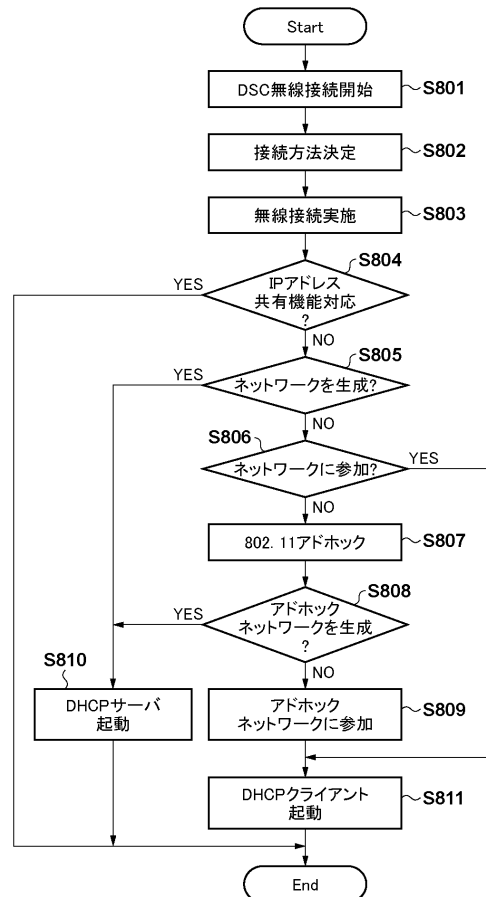 Start
DSC無線接続開始
S801
接続方法決定
S802
無線接続実施
S803
S804
YES
IPアドレス
共有機能対応
?
NO
S805
YES
ネットワークを生成?
NO
S806
YES
ネットワークに参加?
NO
802.11アドホック
S807
S808
YES
アドホック
ネットワークを生成
?
NO
S810
DHCPサーバ
起動
アドホック
ネットワークに参加
S809
DHCPクライアント
起動
S811
End